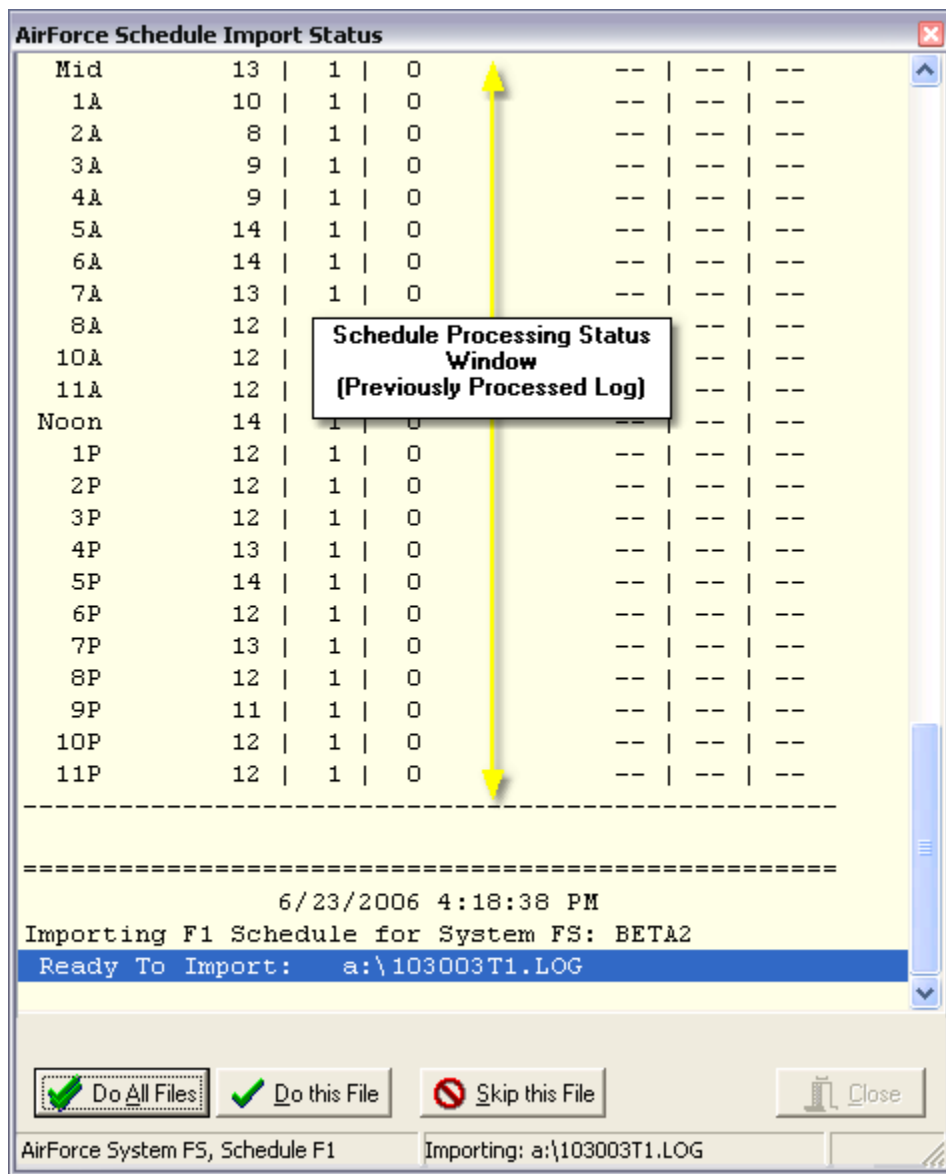 AirForce Schedule Import Status
Mid 13 | 1 | 0 -- | -- | --
1A 10 | 1 | 0 -- | -- | --
2A 8 | 1 | 0 -- | -- | --
3A 9 | 1 | 0 -- | -- | --
4A 9 | 1 | 0 -- | -- | --
5A 14 | 1 | 0 -- | -- | --
6A 14 | 1 | 0 -- | -- | --
7A 13 | 1 | 0 -- | -- | --
8A 12 | -- | --
10A 12 | -- | --
11A 12 | -- | --
Schedule Processing Status
Window
(Previously Processed Log)
Noon 14 | 1 | 0 -- | -- | --
1P 12 | 1 | 0 -- | -- | --
2P 12 | 1 | 0 -- | -- | --
3P 12 | 1 | 0 -- | -- | --
4P 13 | 1 | 0 -- | -- | --
5P 14 | 1 | 0 -- | -- | --
6P 12 | 1 | 0 -- | -- | --
7P 13 | 1 | 0 -- | -- | --
8P 12 | 1 | 0 -- | -- | --
9P 11 | 1 | 0 -- | -- | --
10P 12 | 1 | 0 -- | -- | --
11P 12 | 1 | 0 -- | -- | --
----------------------------------------------------
====================================================
6/23/2006 4:18:38 PM
Importing F1 Schedule for System FS: BETA2
Ready To Import: a:\103003T1.LOG
Do All Files
Do this File
Skip this File
Close
AirForce System FS, Schedule F1
Importing: a:\103003T1.LOG